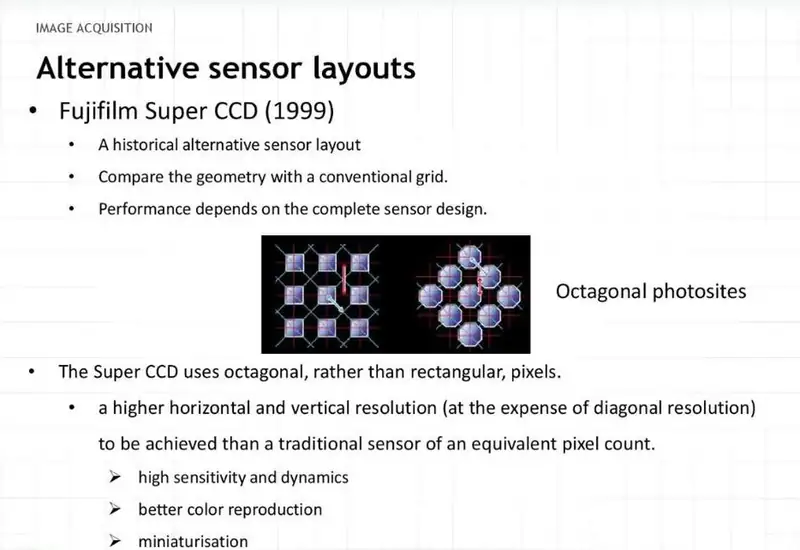 IMAGE ACQUISITION
Alternative sensor layouts
• Fujifilm Super CCD (1999)
• A historical alternative sensor layout
• Compare the geometry with a conventional grid.
• Performance depends on the complete sensor design.
Octagonal photosites
• The Super CCD uses octagonal, rather than rectangular, pixels.
• a higher horizontal and vertical resolution (at the expense of diagonal resolution)
to be achieved than a traditional sensor of an equivalent pixel count.
➢ high sensitivity and dynamics
➢ better color reproduction
➢ miniaturisation